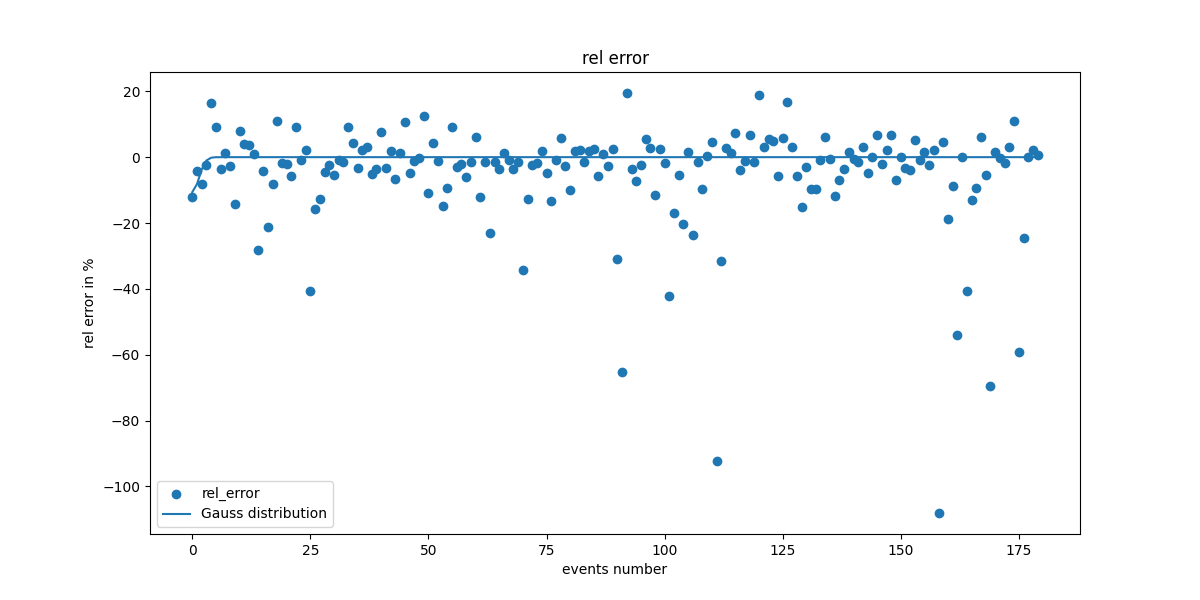 rel error
20
0
−20
−40
−60
−80
−100
rel error in %
rel_error
Gauss distribution
0 25 50 75 100 125 150 175
events number